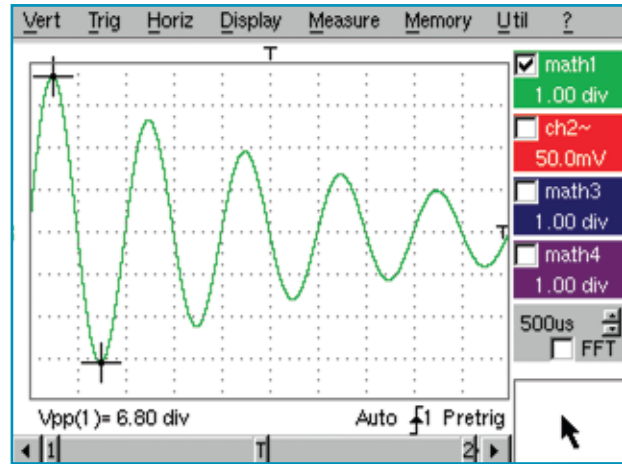 Vert Trig Horiz Display Measure Memory Util ?
T
math1
1.00 div
ch2~
50.0mV
math3
1.00 div
T
math4
1.00 div
500us
FFT
Vpp(1)= 6.80 div Auto 1 Pretrig
1 T 2